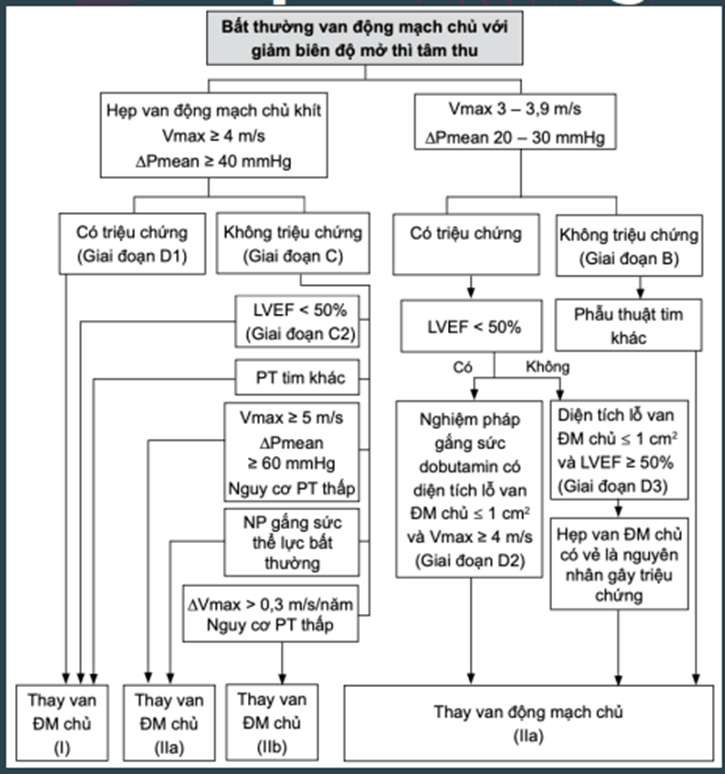 Bất thường van động mạch chủ với
giảm biên độ mở thì tâm thu
Hẹp van động mạch chủ khít
Vmax ≥ 4 m/s
ΔPmean ≥ 40 mmHg
Vmax 3 – 3,9 m/s
ΔPmean 20 – 30 mmHg
Có triệu chứng
(Giai đoạn D1)
Không triệu chứng
(Giai đoạn C)
Có triệu chứng
Không triệu chứng
(Giai đoạn B)
LVEF < 50%
(Giai đoạn C2)
PT tim khác
Vmax ≥ 5 m/s
ΔPmean
≥ 60 mmHg
Nguy cơ PT thấp
NP gắng sức
thể lực bất
thường
ΔVmax > 0,3 m/s/năm
Nguy cơ PT thấp
LVEF < 50%
Phẫu thuật tim
khác
Có
Không
Nghiệm pháp
gắng sức
dobutamin có
diện tích lỗ van
ĐM chủ ≤ 1 cm²
và Vmax ≥ 4 m/s
(Giai đoạn D2)
Diện tích lỗ van
ĐM chủ ≤ 1 cm²
và LVEF ≥ 50%
(Giai đoạn D3)
Hẹp van ĐM chủ
có vẻ là nguyên
nhân gây triệu
chứng
Thay van
ĐM chủ
(I)
Thay van
ĐM chủ
(IIa)
Thay van
ĐM chủ
(IIb)
Thay van động mạch chủ
(IIa)